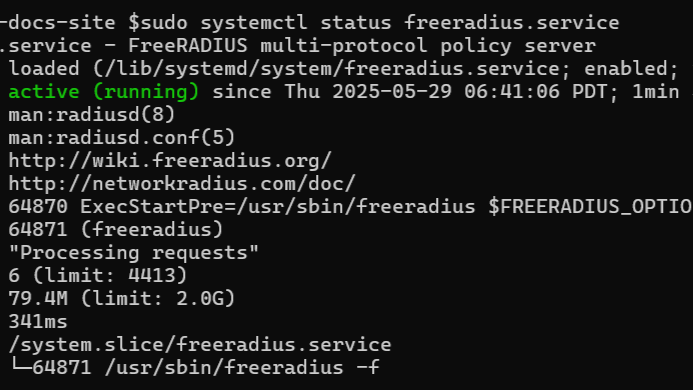 -docs-site $sudo systemctl status freeradius.service
.service - FreeRADIUS multi-protocol policy server
loaded (/lib/systemd/system/freeradius.service; enabled;
active (running) since Thu 2025-05-29 06:41:06 PDT; 1min
man:radiusd(8)
man:radiusd.conf(5)
http://wiki.freeradius.org/
http://networkradius.com/doc/
64870 ExecStartPre=/usr/sbin/freeradius $FREERADIUS_OPTIO
64871 (freeradius)
"Processing requests"
6 (limit: 4413)
79.4M (limit: 2.0G)
341ms
/system.slice/freeradius.service
└─64871 /usr/sbin/freeradius -f